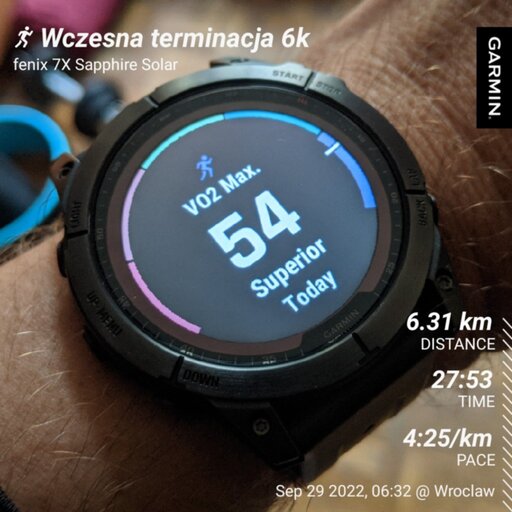 Wczesna terminacja 6k
fenix 7X Sapphire Solar
GARMIN
START
STOP
LIGHT
BACK
VO2 Max.
54
Superior
Today
UP·MENU
GARMIN
DOWN
6.31 km
DISTANCE
27:53
TIME
4:25/km
PACE
Sep 29 2022, 06:32 @ Wroclaw